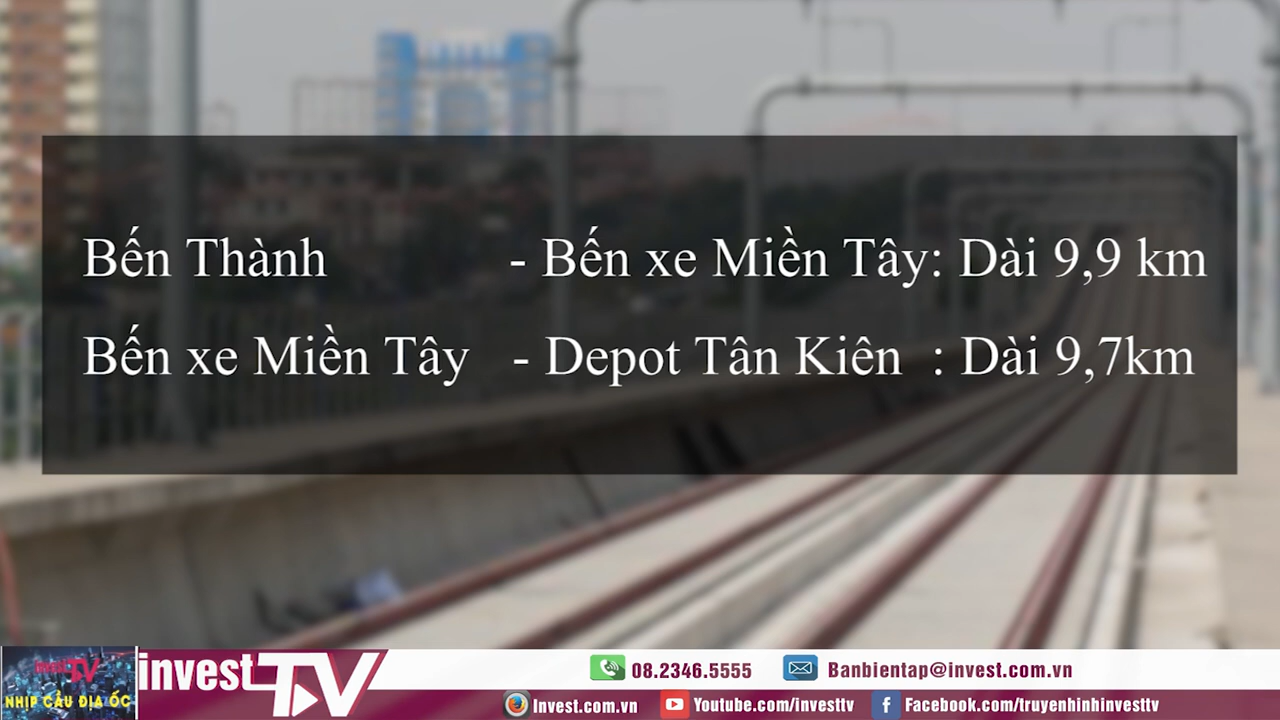 Bến Thành - Bến xe Miền Tây: Dài 9,9 km
Bến xe Miền Tây - Depot Tân Kiên : Dài 9,7km
invest TV
NHỊP CẦU ĐỊA ỐC
invest TV
08.2346.5555
Banbientap@invest.com.vn
Invest.com.vn
Youtube.com/investtv
Facebook.com/truyenhinhinvesttv